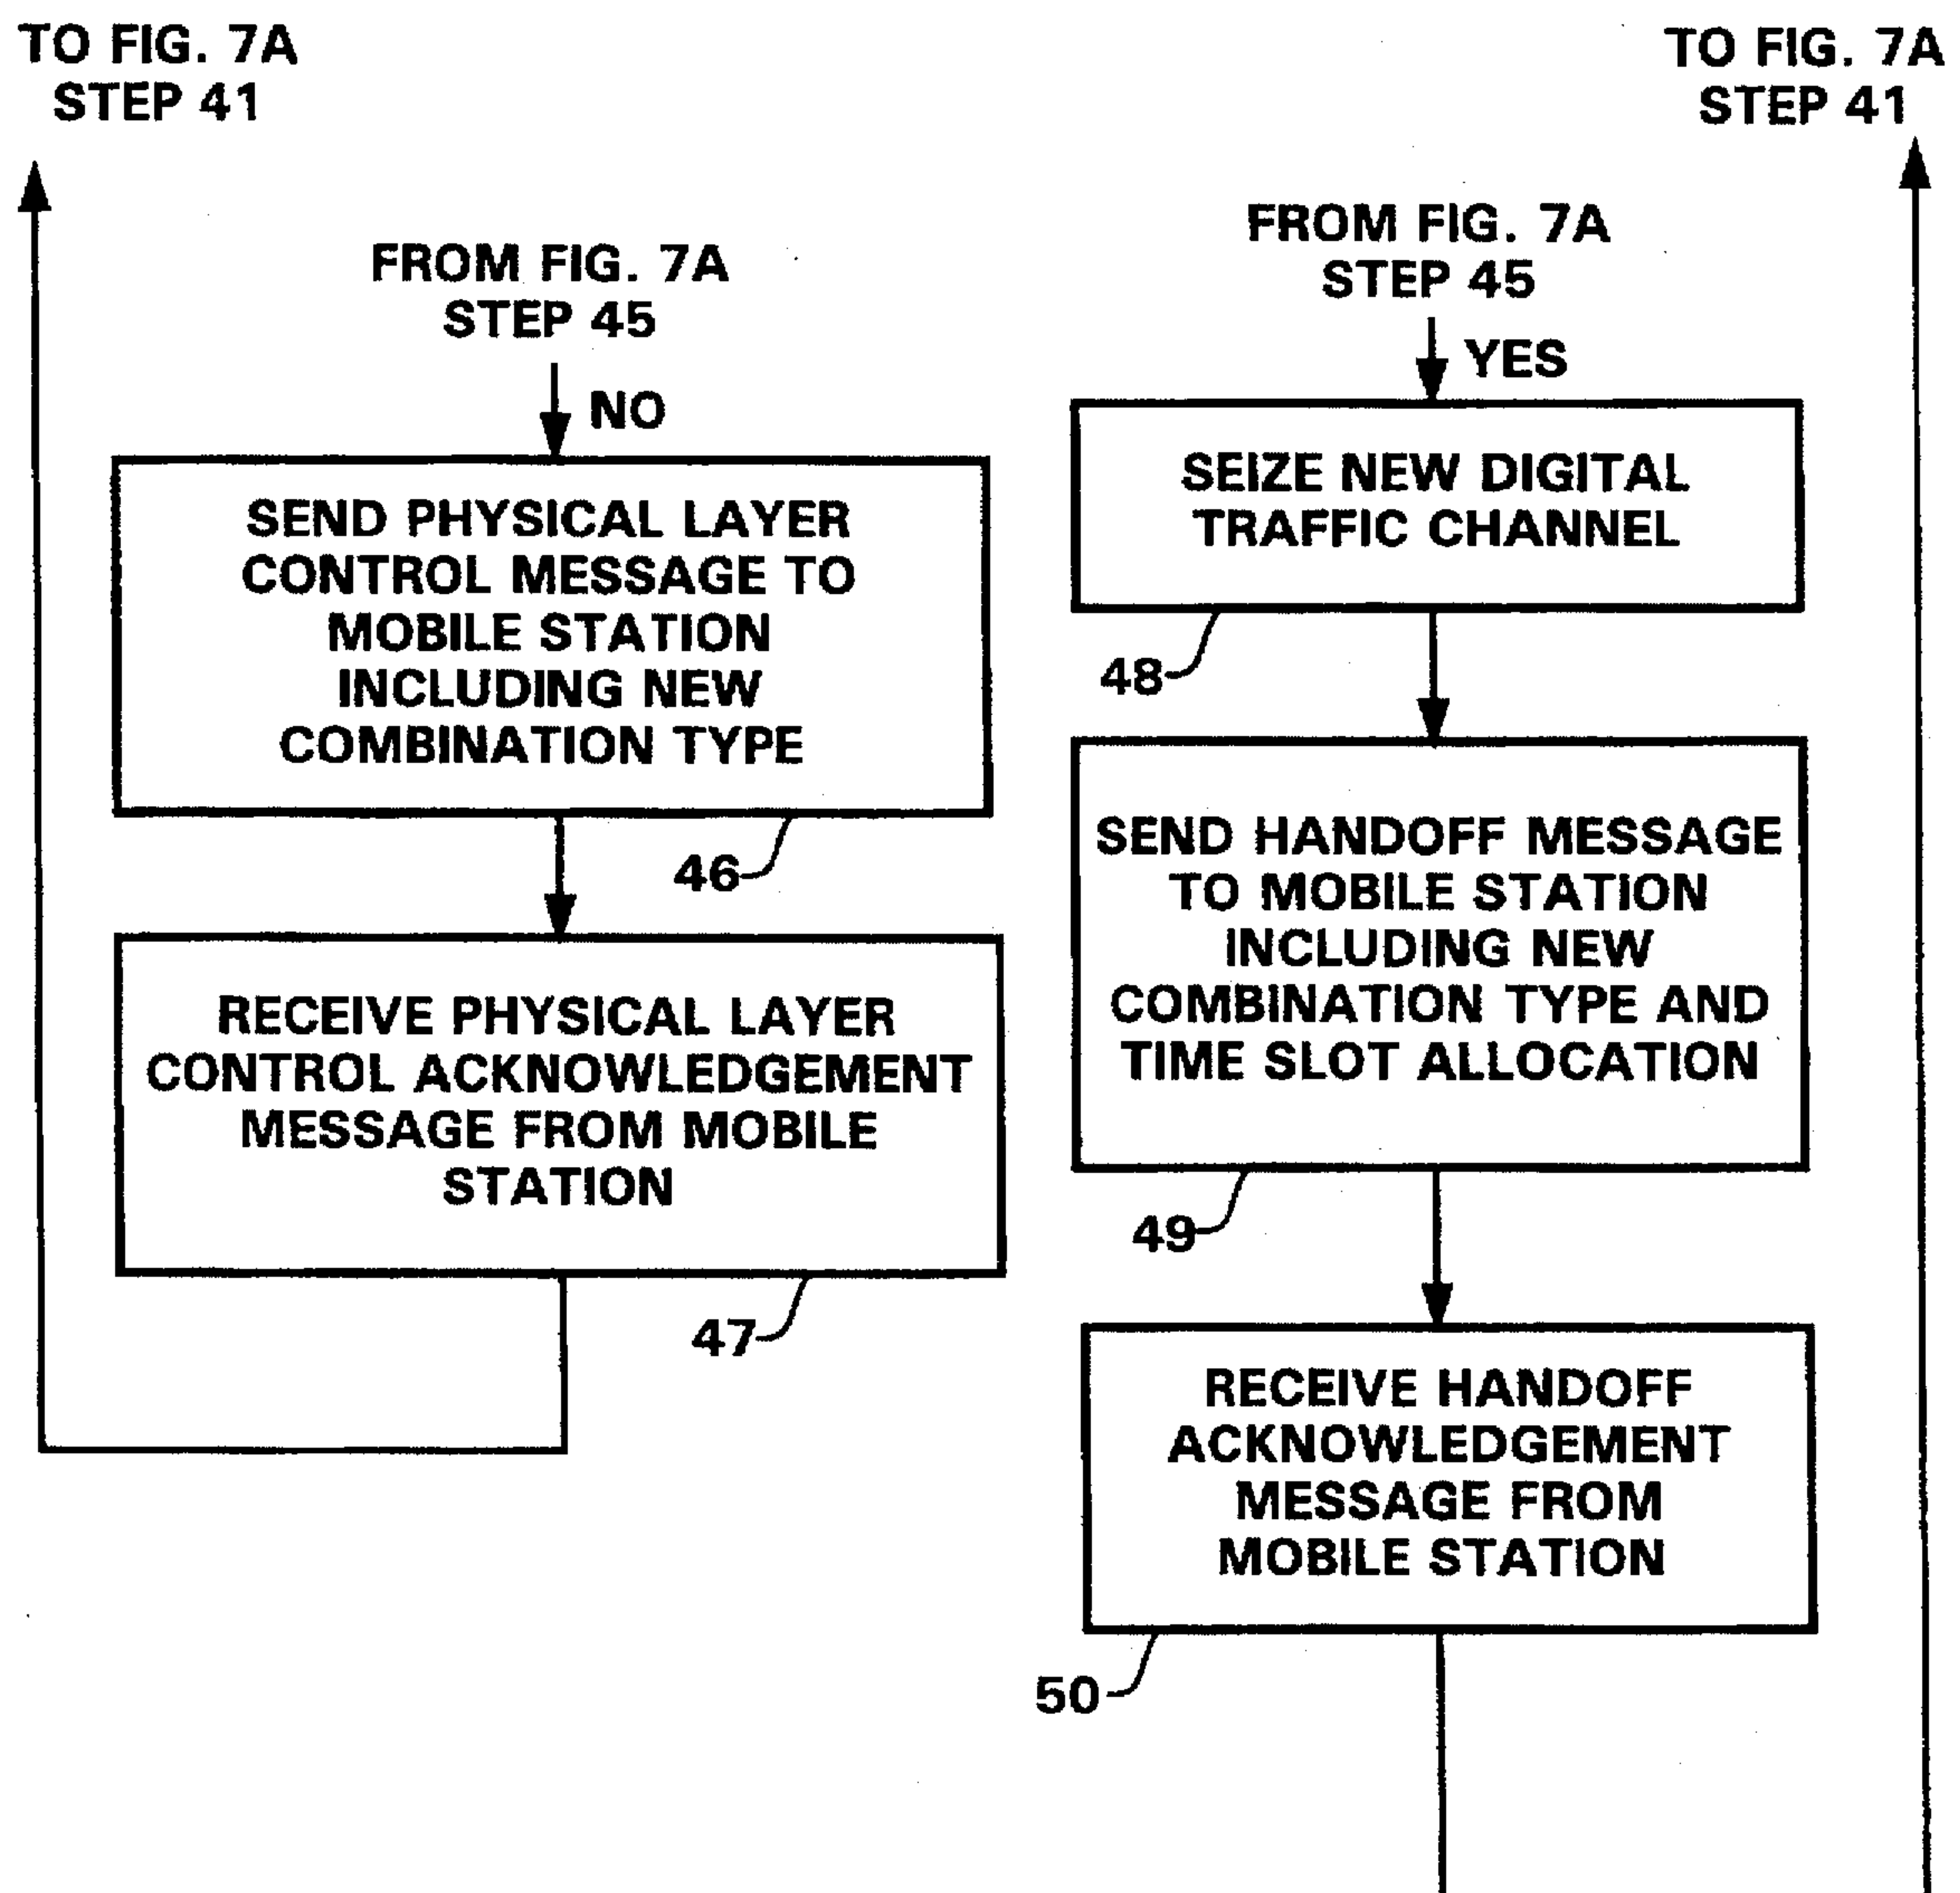 TO FIG. 7A
STEP 41
TO FIG. 7A
STEP 41
FROM FIG. 7A
STEP 45
NO
SEND PHYSICAL LAYER
CONTROL MESSAGE TO
MOBILE STATION
INCLUDING NEW
COMBINATION TYPE
46
RECEIVE PHYSICAL LAYER
CONTROL ACKNOWLEDGEMENT
MESSAGE FROM MOBILE
STATION
47
FROM FIG. 7A
STEP 45
YES
SEIZE NEW DIGITAL
TRAFFIC CHANNEL
48
SEND HANDOFF MESSAGE
TO MOBILE STATION
INCLUDING NEW
COMBINATION TYPE AND
TIME SLOT ALLOCATION
49
RECEIVE HANDOFF
ACKNOWLEDGEMENT
MESSAGE FROM
MOBILE STATION
50